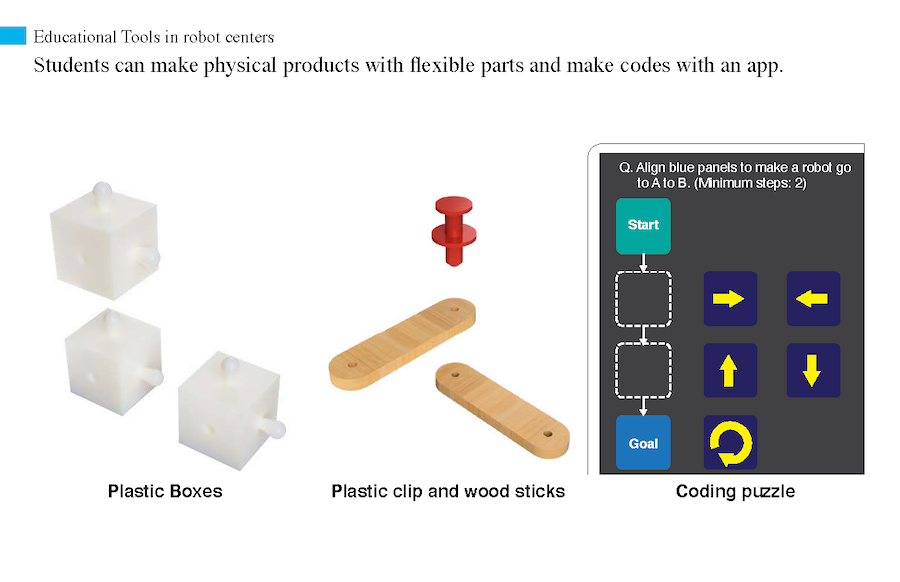 Educational Tools in robot centers
Students can make physical products with flexible parts and make codes with an app.
Q. Align blue panels to make a robot go
to A to B. (Minimum steps: 2)
Start
Goal
Plastic Boxes
Plastic clip and wood sticks
Coding puzzle